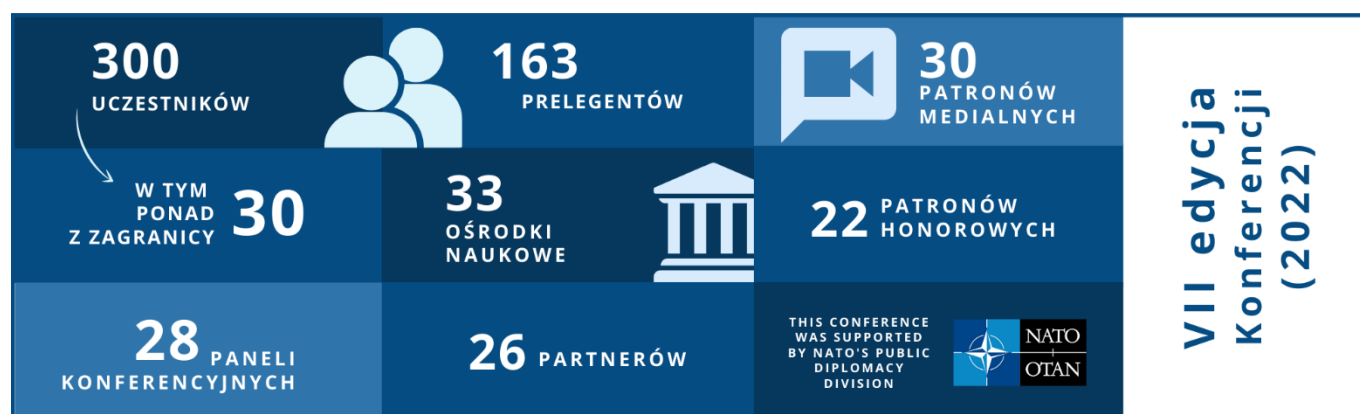 300
UCZESTNIKÓW
163
PRELEGENTÓW
30
PATRONÓW
MEDIALNYCH
W TYM
PONAD
Z ZAGRANICY
30
33
OŚRODKI
NAUKOWE
22
PATRONÓW
HONOROWYCH
28 PANELI
KONFERENCYJNYCH
26 PARTNERÓW
THIS CONFERENCE
WAS SUPPORTED
BY NATO'S PUBLIC
DIPLOMACY
DIVISION
NATO
OTAN
VII edycja
Konferencji
(2022)